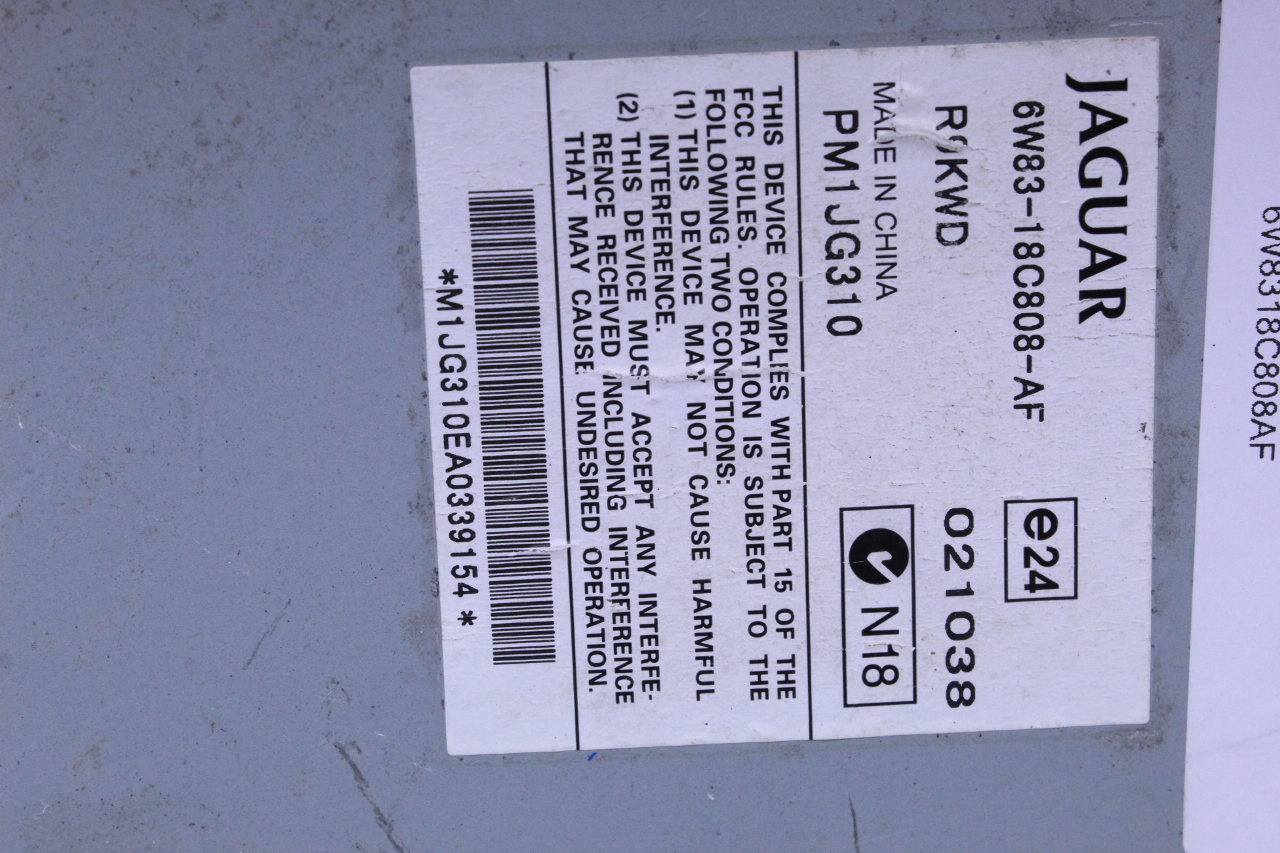 JAGUAR
6W83-18C808-AF
e24
021038
MADE IN CHINA
PM1JG310
N18
THIS DEVICE COMPLIES WITH PART 15 OF THE
FCC RULES. OPERATION IS SUBJECT TO THE
FOLLOWING TWO CONDITIONS:
(1) THIS DEVICE MAY NOT CAUSE HARMFUL
INTERFERENCE.
(2) THIS DEVICE MUST ACCEPT ANY INTERFE-
RENCE RECEIVED INCLUDING INTERFERENCE
THAT MAY CAUSE UNDESIRED OPERATION.
*M1JG310EA0339154*
6W8318C808AF